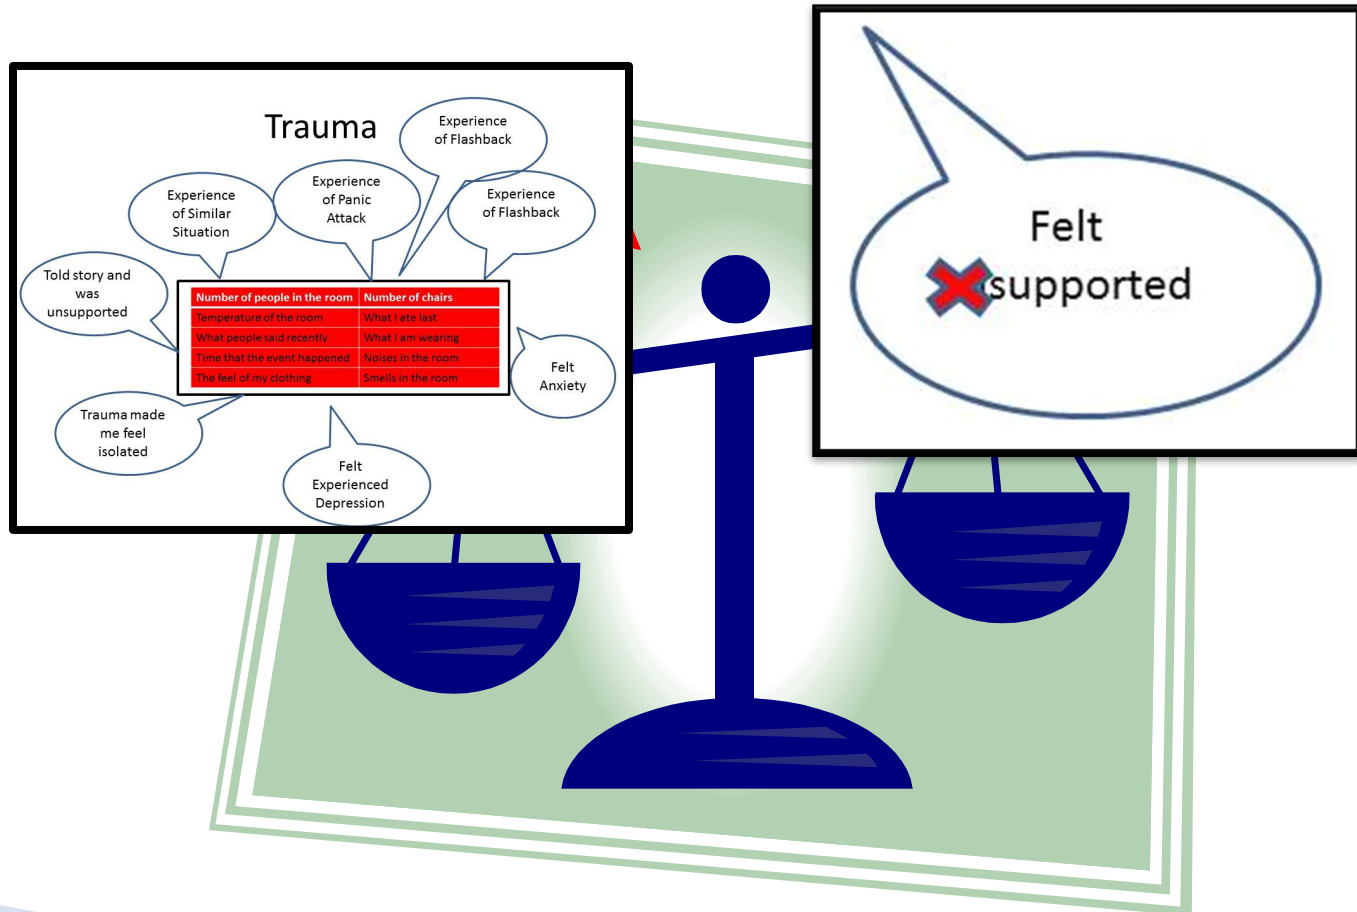 Trauma
Experience
of Flashback
Experience
of Panic
Attack
Experience
of Similar
Situation
Experience
of Flashback
Told story and
was
unsupported
Number of people in the room Number of chairs
Temperature of the room What I ate last
What people said recently What I am wearing
Time that the event happened Noises in the room
The feel of my clothing Smells in the room
Felt
Anxiety
Trauma made
me feel
isolated
Felt
Experienced
Depression
Felt
supported